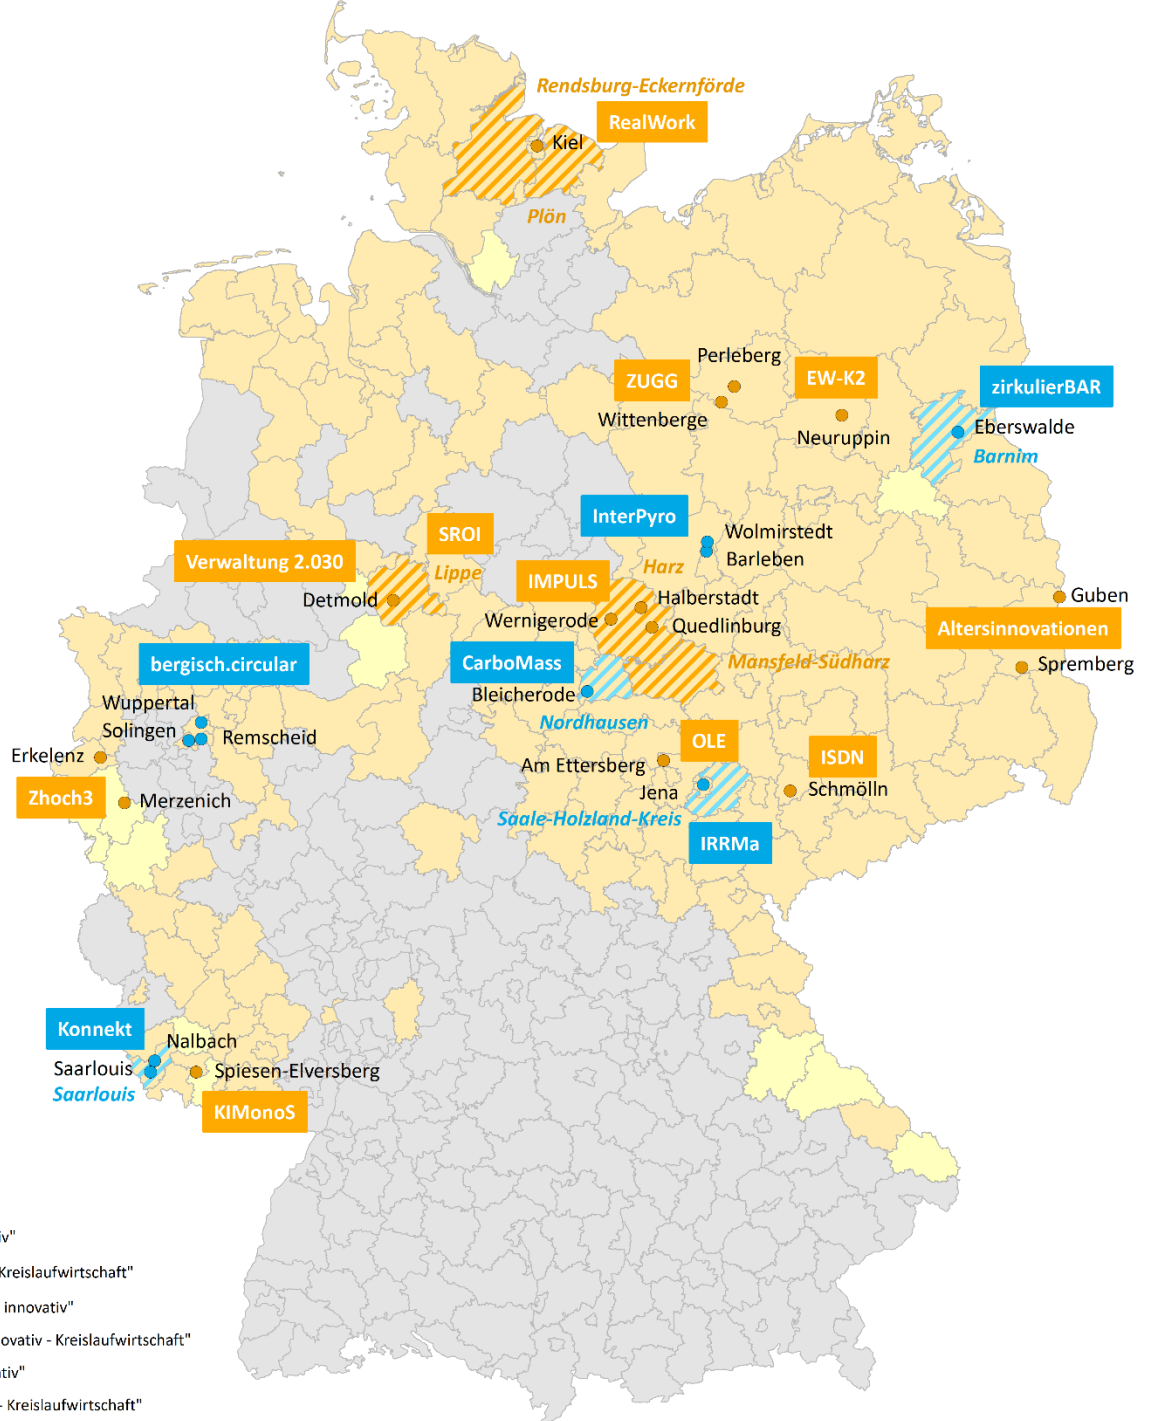 Rendsburg-Eckernförde
RealWork
Kiel
Plön
Perleberg
ZUGG
EW-K2
zirkulierBAR
Wittenberge
Neuruppin
Eberswalde
Barnim
InterPyro
Wolmirstedt
Barleben
SROI
Verwaltung 2.030
Lippe
Harz
IMPULS
Detmold
Halberstadt
Guben
Wernigerode
Quedlinburg
Altersinnovationen
bergisch.circular
CarboMass
Mansfeld-Südharz
Spremberg
Bleicherode
Wuppertal
Nordhausen
Solingen
Remscheid
OLE
Erkelenz
Am Ettersberg
ISDN
Zhoch3
Merzenich
Jena
Schmölln
Saale-Holzland-Kreis
IRRMa
Konnekt
Nalbach
Saarlouis
Spiesen-Elversberg
Saarlouis
KIMonoS
iv"
Kreislaufwirtschaft"
innovativ"
ovativ - Kreislaufwirtschaft"
tiv"
- Kreislaufwirtschaft"